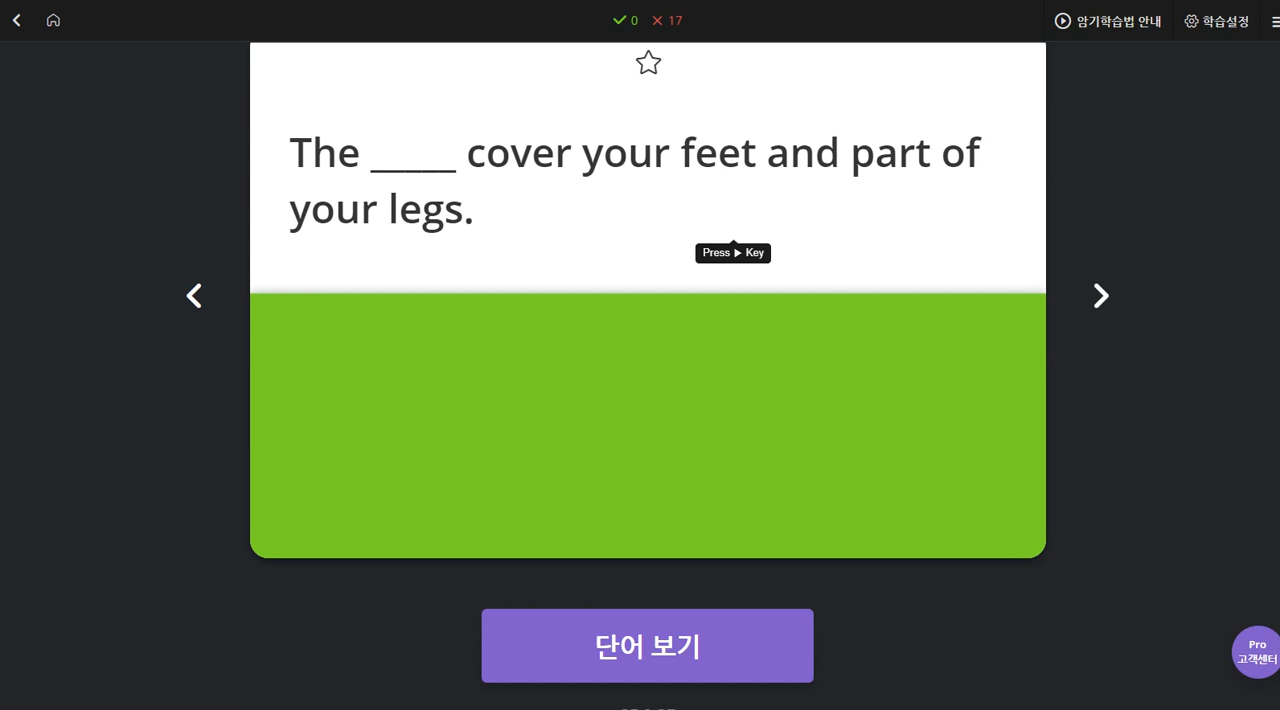 0 17 암기학습법 안내 학습설정
The _____ cover your feet and part of
your legs.
Press ▶ Key
단어 보기
Pro
고객센터